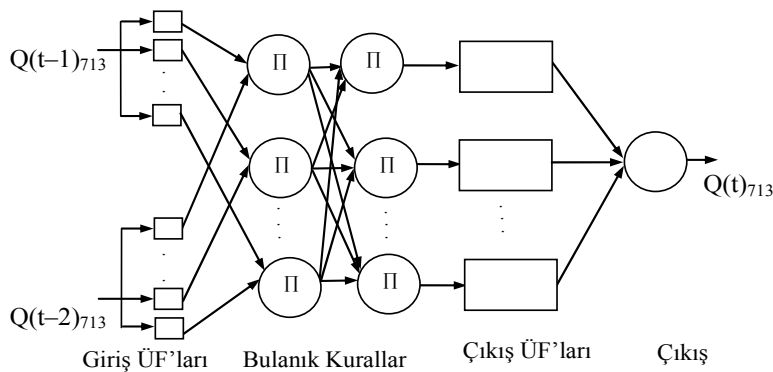 Q(t–1)713
Π Π
Π Π
Π Π
Q(t)713
Q(t–2)713
Giriş ÜF’ları Bulanık Kurallar Çıkış ÜF’ları Çıkış